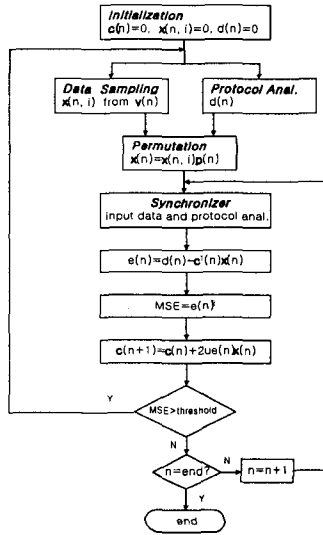 Initialization
c(n)=0, x(n,i)=0, d(n)=0
Data Sampling
x(n,i) from v(n)
Protocol Anal.
d(n)
Permutation
x(n)=x(n,i)p(n)
Synchronizer
input data and protocol anal.
e(n)=d(n)-cᵗ(n)x(n)
MSE=e(n)²
c(n+1)=c(n)+2ue(n)x(n)
Y
MSE>threshold
N
n=end?
N
n=n+1
Y
end